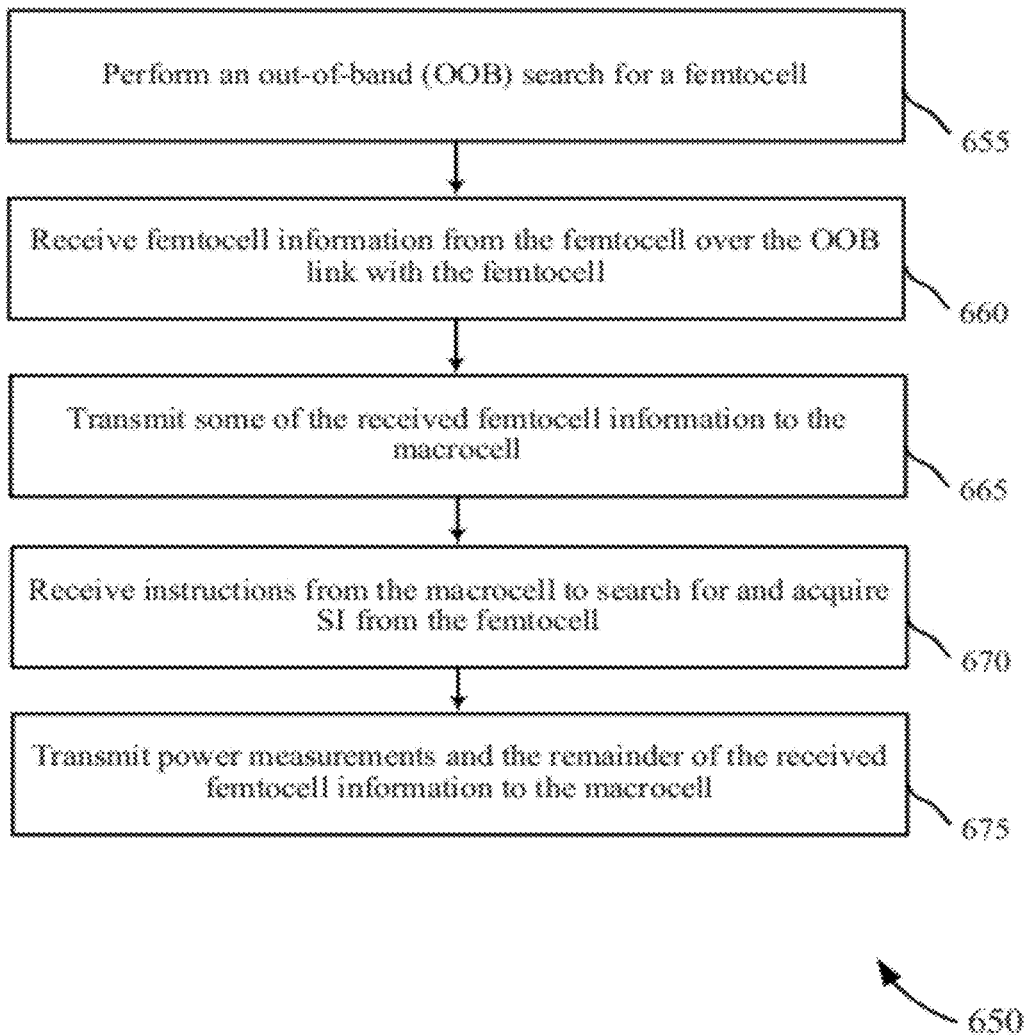 Perform an out-of-band (OOB) search for a femtocell
655
Receive femtocell information from the femtocell over the OOB
link with the femtocell
660
Transmit some of the received femtocell information to the
macrocell
665
Receive instructions from the macrocell to search for and acquire
SI from the femtocell
670
Transmit power measurements and the remainder of the received
femtocell information to the macrocell
675
650